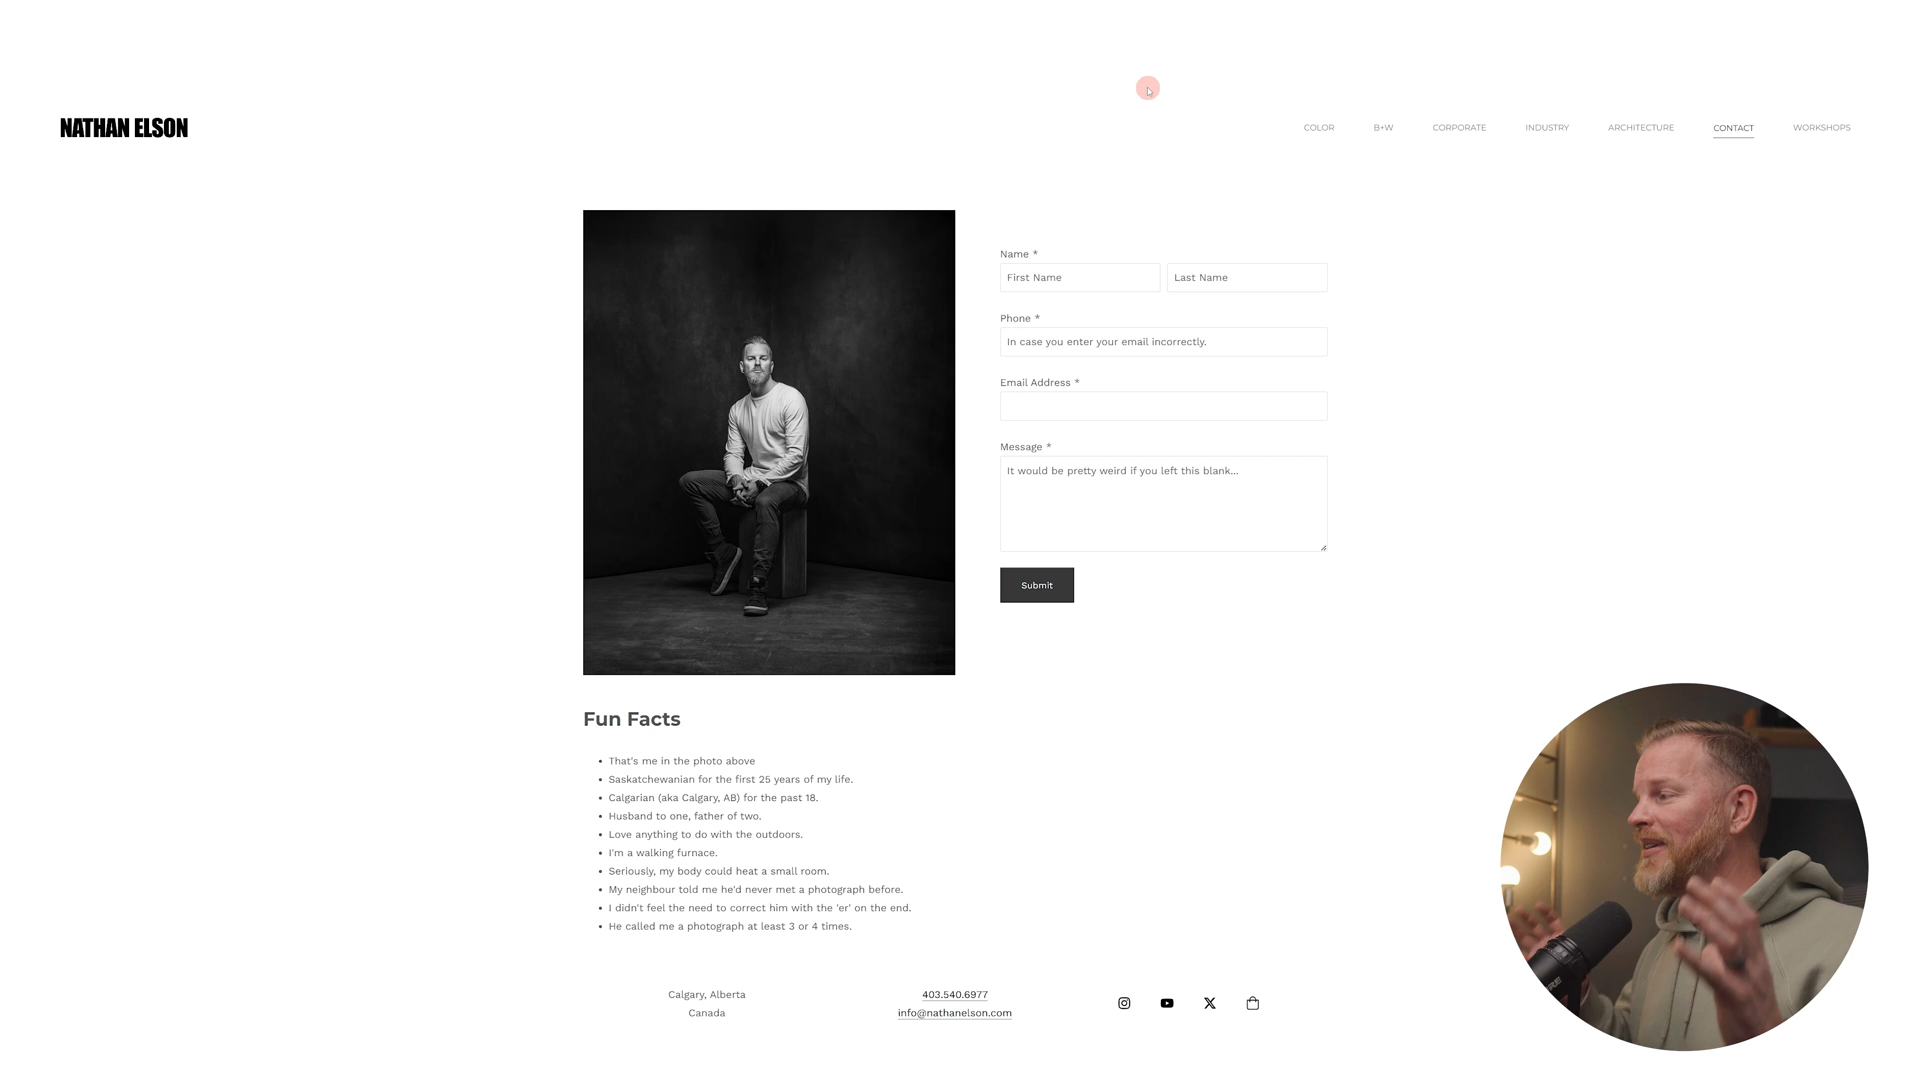 NATHAN ELSON
COLOR B+W CORPORATE INDUSTRY ARCHITECTURE CONTACT WORKSHOPS
Name *
First Name Last Name
Phone *
In case you enter your email incorrectly.
Email Address *
Message *
It would be pretty weird if you left this blank...
Submit
Fun Facts
• That's me in the photo above
• Saskatchewanian for the first 25 years of my life.
• Calgarian (aka Calgary, AB) for the past 18.
• Husband to one, father of two.
• Love anything to do with the outdoors.
• I'm a walking furnace.
• Seriously, my body could heat a small room.
• My neighbour told me he'd never met a photograph before.
• I didn't feel the need to correct him with the 'er' on the end.
• He called me a photograph at least 3 or 4 times.
Calgary, Alberta
Canada
403.540.6977
info@nathanelson.com